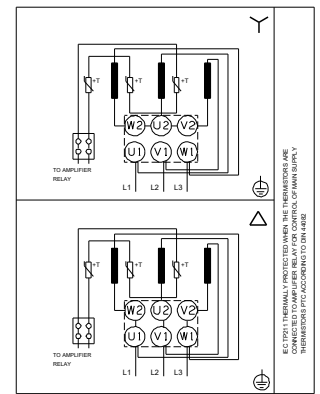 +T +T +T
W2 U2 V2
U1 V1 W1
TO AMPLIFIER
RELAY
L1 L2 L3
+T +T +T
W2 U2 V2
U1 V1 W1
TO AMPLIFIER
RELAY
L1 L2 L3
IEC TP211 THERMALLY PROTECTED WHEN THE THERMISTORS ARE
CONNECTED TO AMPLIFER RELAY FOR CONTROL OF MAIN SUPPLY
THERMISTORS PTC ACCORDING TO DIN 44082